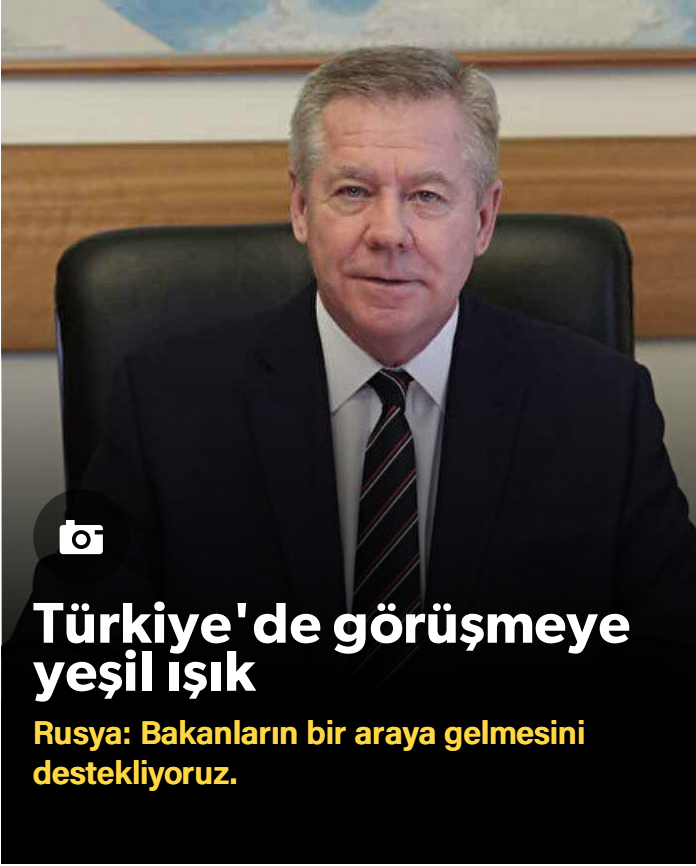 Türkiye'de görüşmeye
yeşil ışık
Rusya: Bakanların bir araya gelmesini
destekliyoruz.